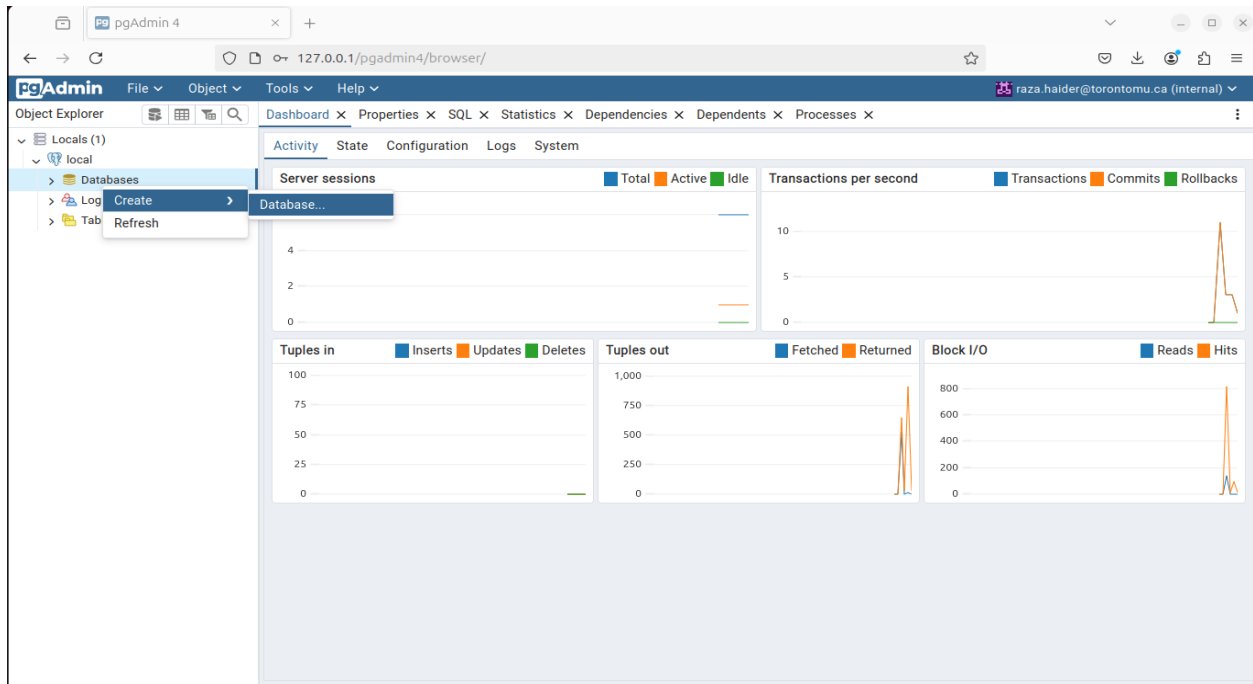 pgAdmin 4
127.0.0.1/pgadmin4/browser/
pgAdmin File Object Tools Help raza.haider@torontomu.ca (internal)
Object Explorer
Dashboard Properties SQL Statistics Dependencies Dependents Processes
Locals (1)
local
Databases
Log
Tab
Create
Refresh
Database...
Activity State Configuration Logs System
Server sessions Total Active Idle
4
2
0
Transactions per second Transactions Commits Rollbacks
10
5
0
Tuples in Inserts Updates Deletes
100
75
50
25
0
Tuples out Fetched Returned
1,000
750
500
250
0
Block I/O Reads Hits
800
600
400
200
0